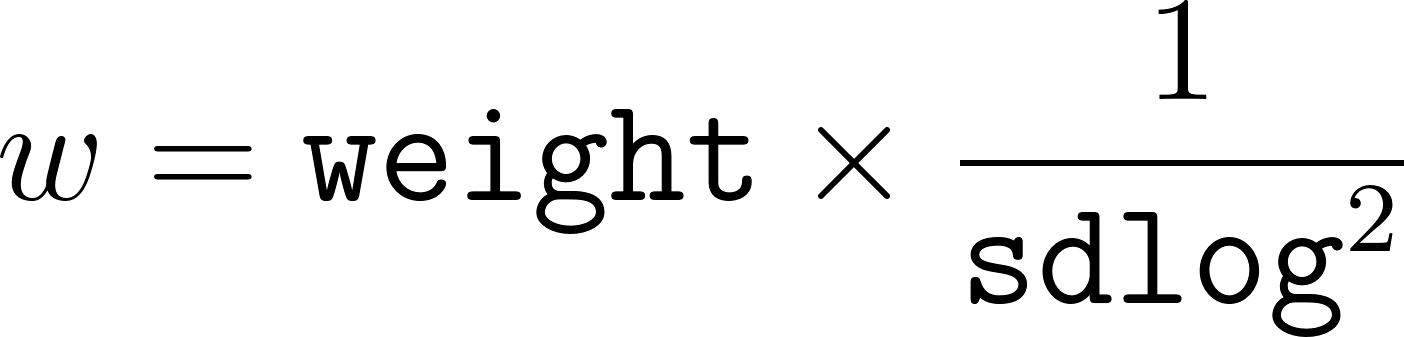 w = weight × 1/sdlog²